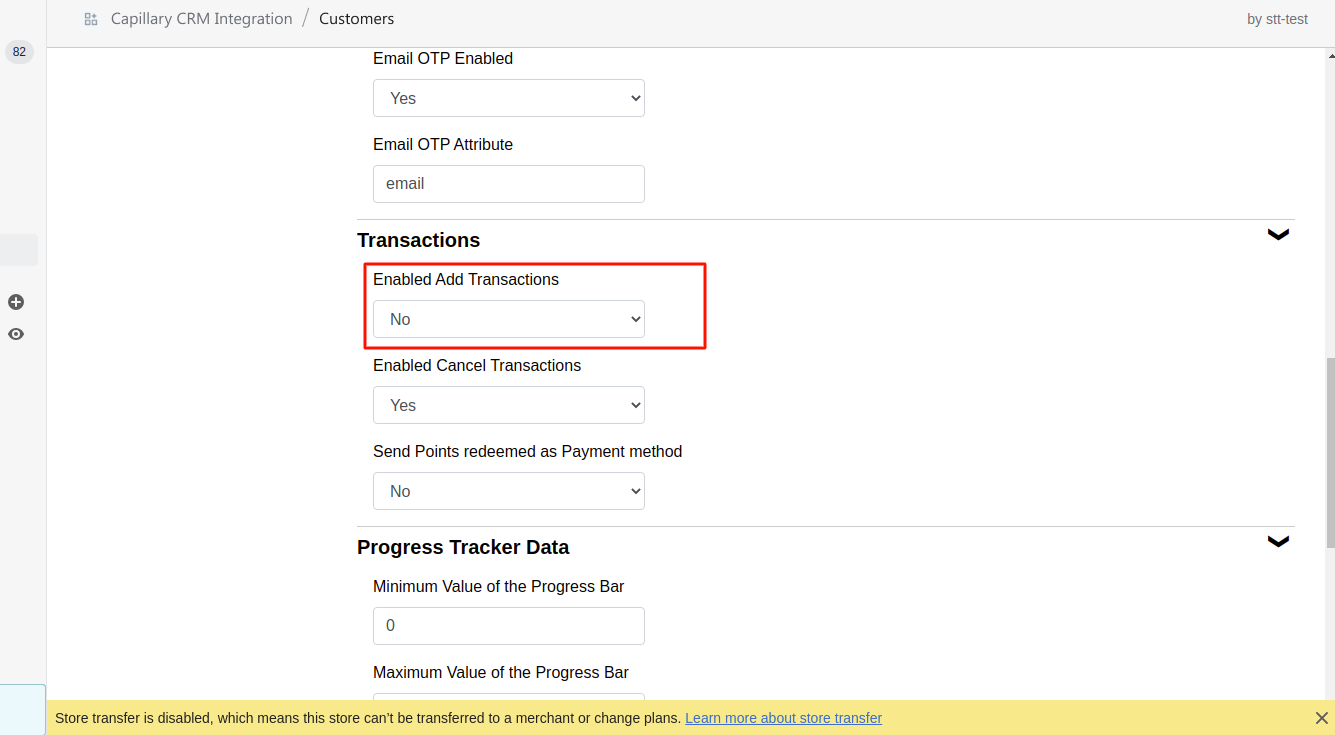 Capillary CRM Integration / Customers
by stt-test
82
Email OTP Enabled
Yes
Email OTP Attribute
email
Transactions
Enabled Add Transactions
No
Enabled Cancel Transactions
Yes
Send Points redeemed as Payment method
No
Progress Tracker Data
Minimum Value of the Progress Bar
0
Maximum Value of the Progress Bar
Store transfer is disabled, which means this store can’t be transferred to a merchant or change plans. Learn more about store transfer